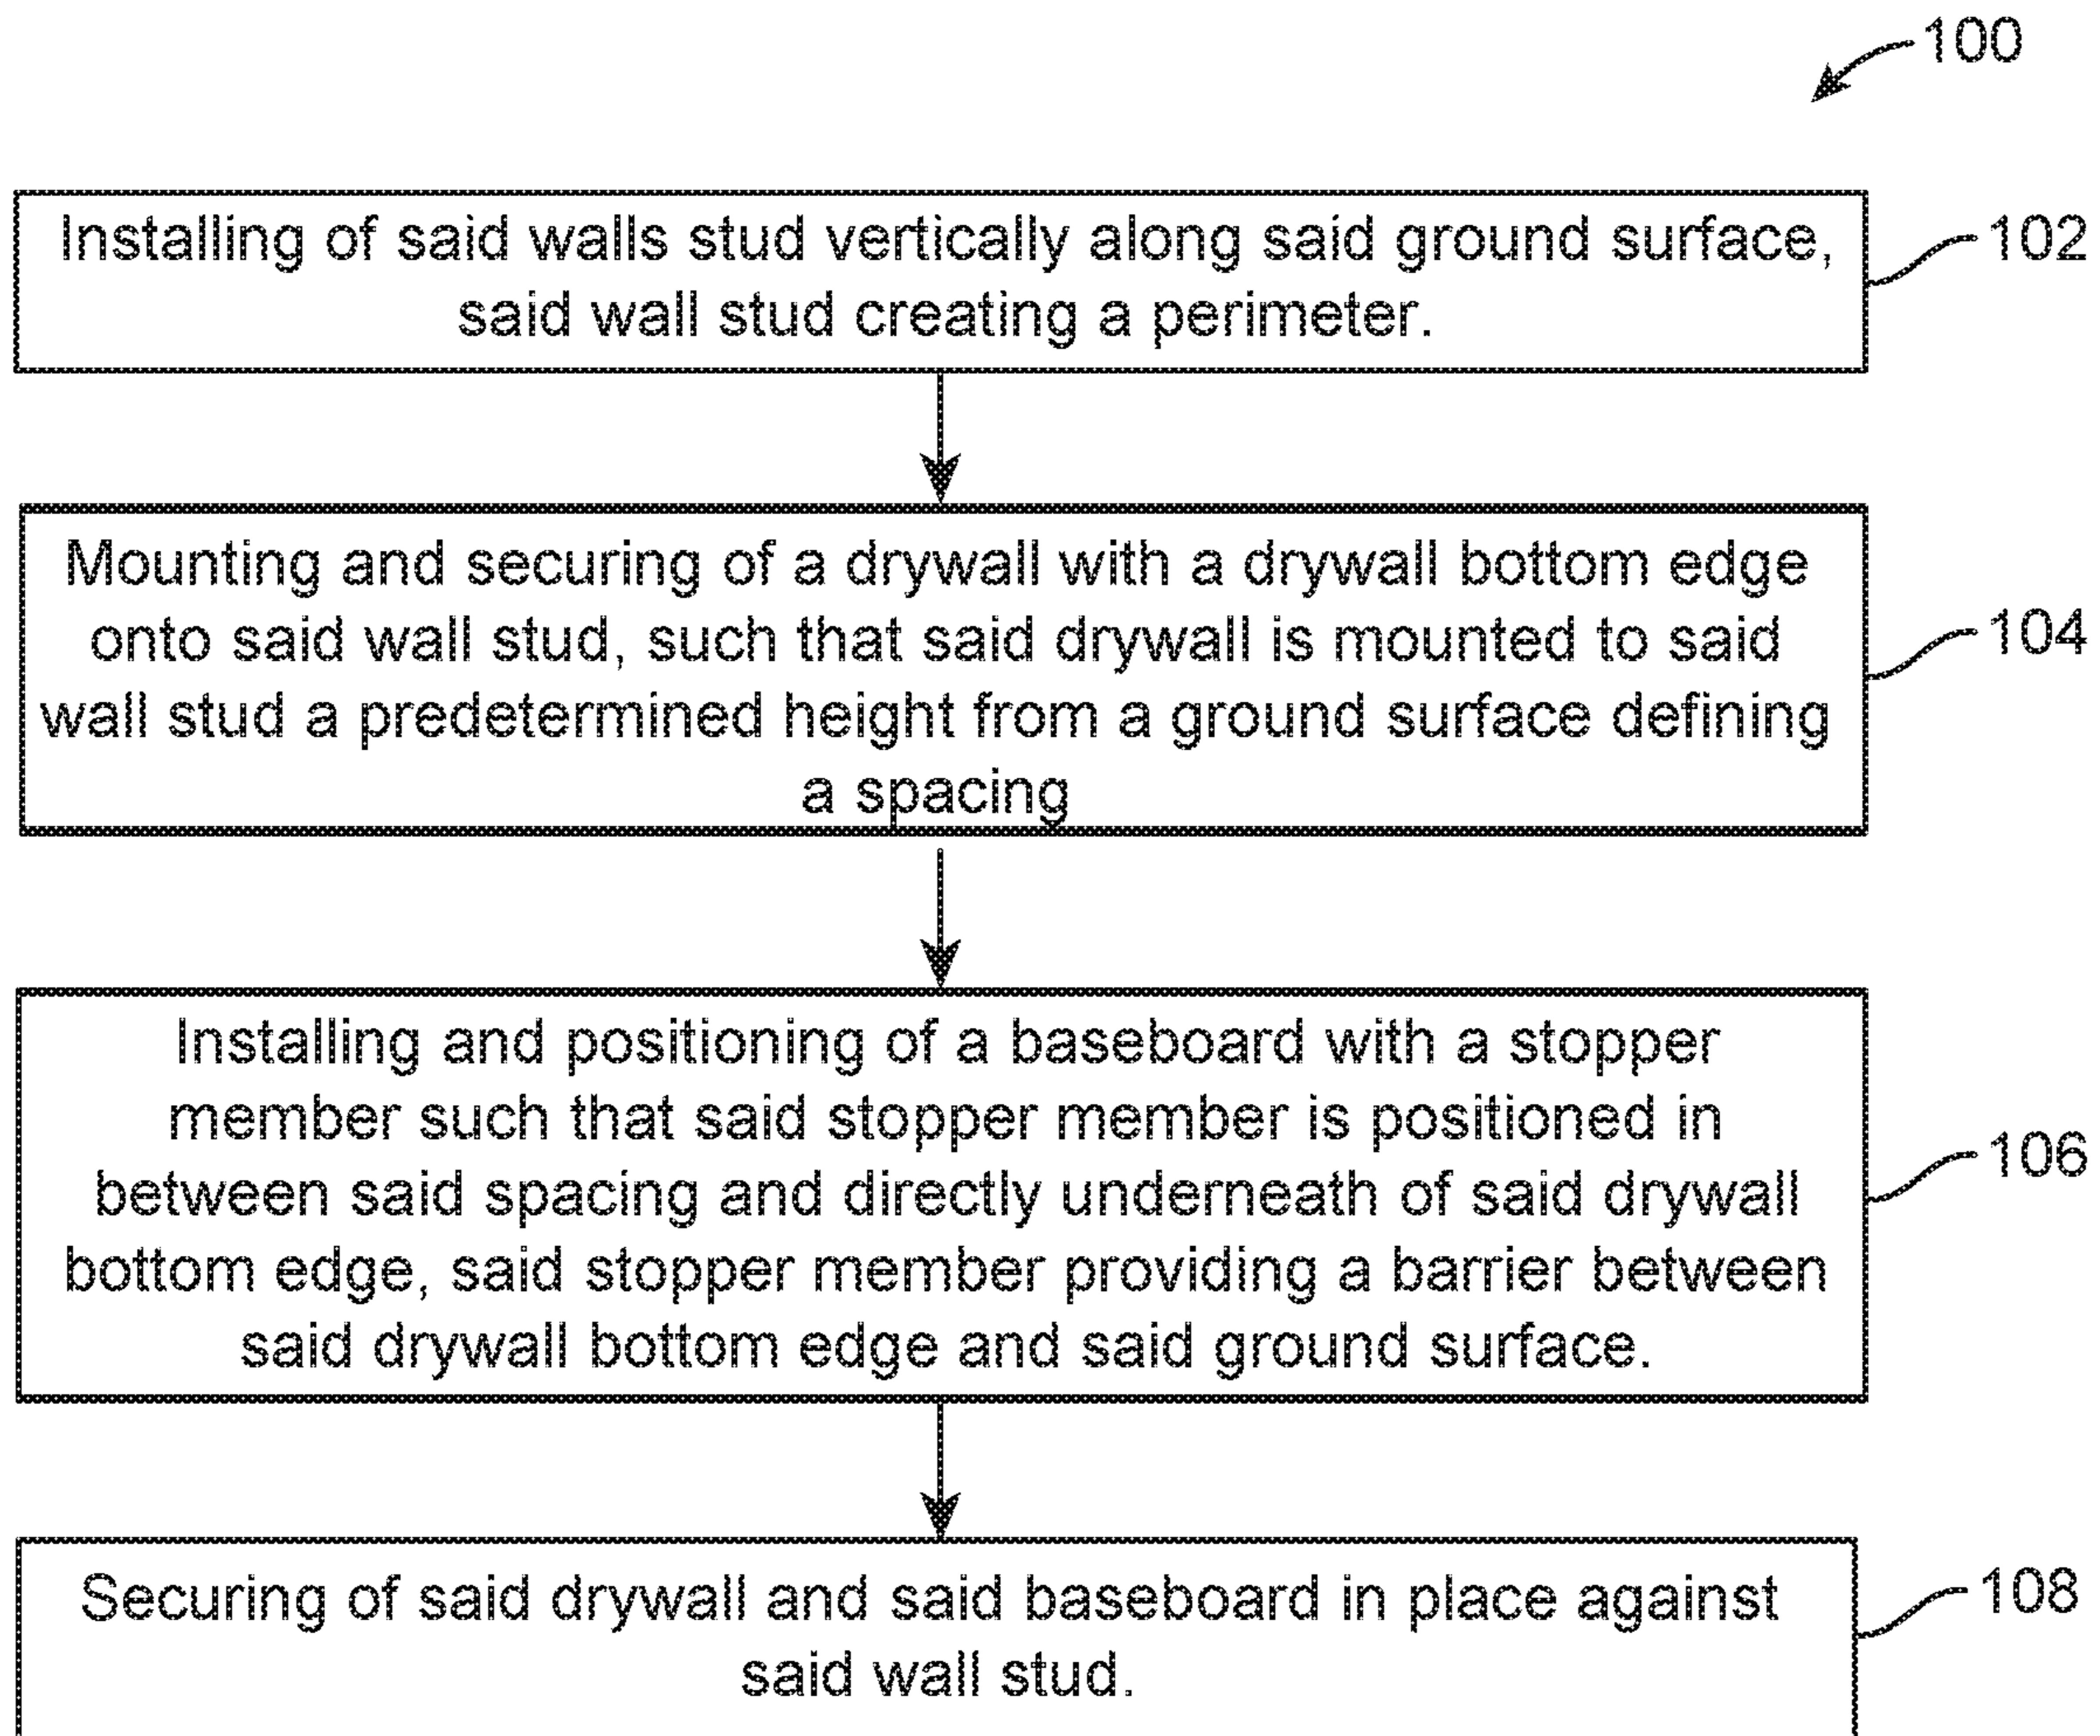 100
Installing of said walls stud vertically along said ground surface,
said wall stud creating a perimeter.
102
Mounting and securing of a drywall with a drywall bottom edge
onto said wall stud, such that said drywall is mounted to said
wall stud a predetermined height from a ground surface defining
a spacing
104
Installing and positioning of a baseboard with a stopper
member such that said stopper member is positioned in
between said spacing and directly underneath of said drywall
bottom edge, said stopper member providing a barrier between
said drywall bottom edge and said ground surface.
106
Securing of said drywall and said baseboard in place against
said wall stud.
108